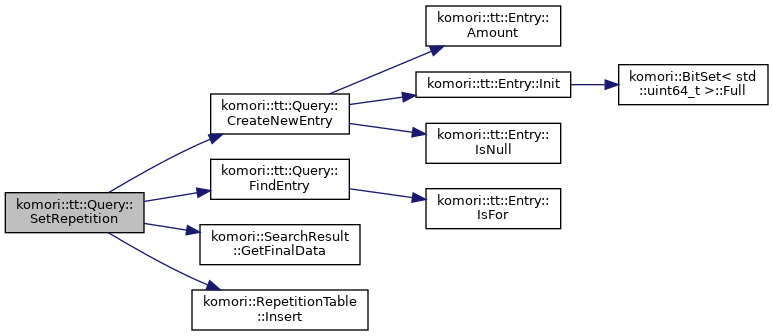 komori::tt::Query::
SetRepetition
komori::tt::Query::
CreateNewEntry
komori::tt::Query::
FindEntry
komori::SearchResult
::GetFinalData
komori::RepetitionTable
::Insert
komori::tt::Entry::
Amount
komori::tt::Entry::Init
komori::tt::Entry::
IsNull
komori::tt::Entry::
IsFor
komori::BitSet< std
::uint64_t >::Full